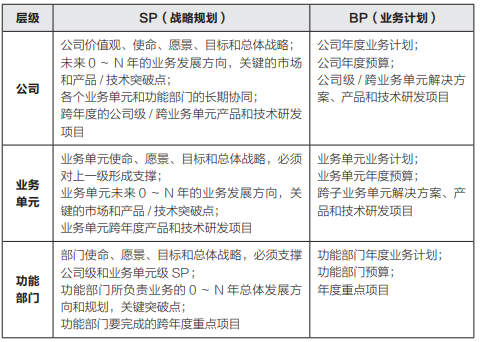 层级
SP（战略规划）
BP（业务计划）
公司
公司价值观、使命、愿景、目标和总体战略；
未来 0 ~ N 年的业务发展方向，关键的市场
和产品 / 技术突破点；
各个业务单元和功能部门的长期协同；
跨年度的公司级 / 跨业务单元产品和技术研发
项目
公司年度业务计划；
公司年度预算；
公司级 / 跨业务单元解决方
案、产品和技术研发项目
业务
单元
业务单元使命、愿景、目标和总体战略，必须
对上一级形成支撑；
业务单元未来 0 ~ N 年的业务发展方向，关
键的市场和产品 / 技术突破点；
业务单元跨年度产品和技术研发项目
业务单元业务计划；
业务单元年度预算；
跨子业务单元解决方案、产
品和技术研发项目
功能
部门
部门使命、愿景、目标和总体战略，必须支撑
公司级和业务单元级 SP；
功能部门所负责业务的 0 ~ N 年总体发展方
向和规划，关键突破点；
功能部门要完成的跨年度重点项目
功能部门年度业务计划；
功能部门预算；
年度重点项目